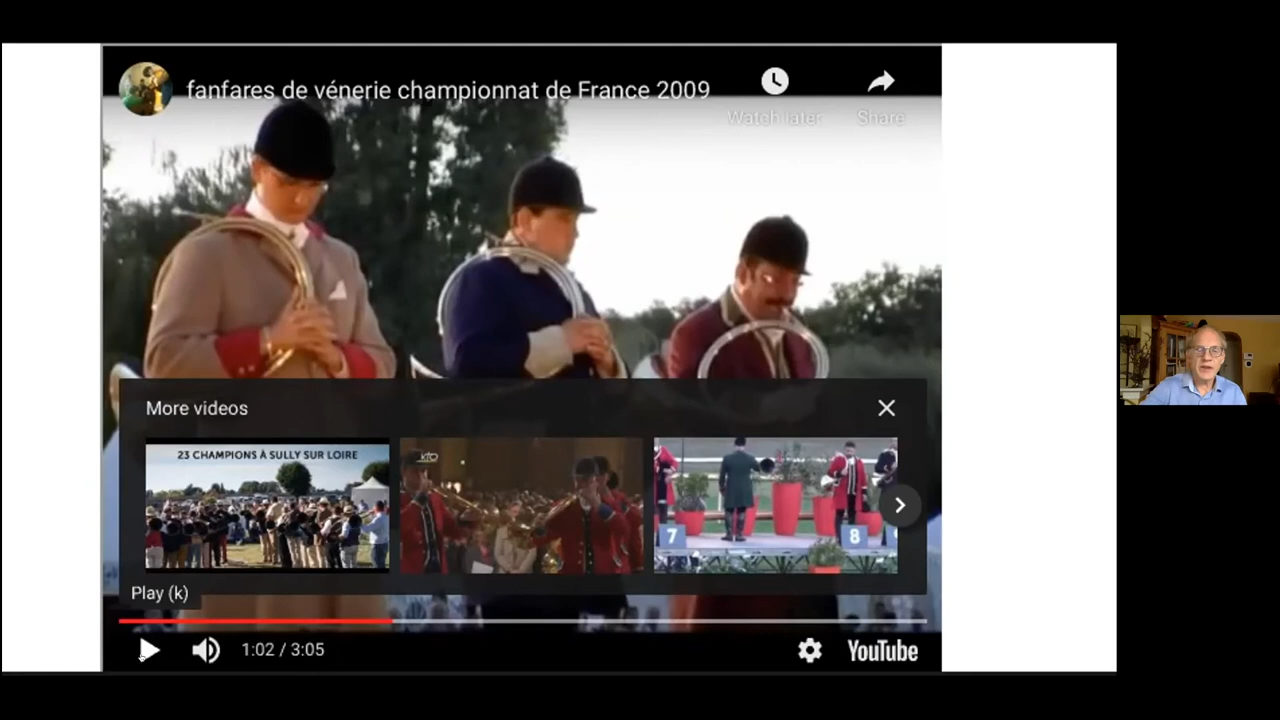 fanfares de vénerie championnat de France 2009
Watch later
Share
More videos
23 CHAMPIONS À SULLY SUR LOIRE
kto
7
8
Play (k)
1:02 / 3:05
YouTube